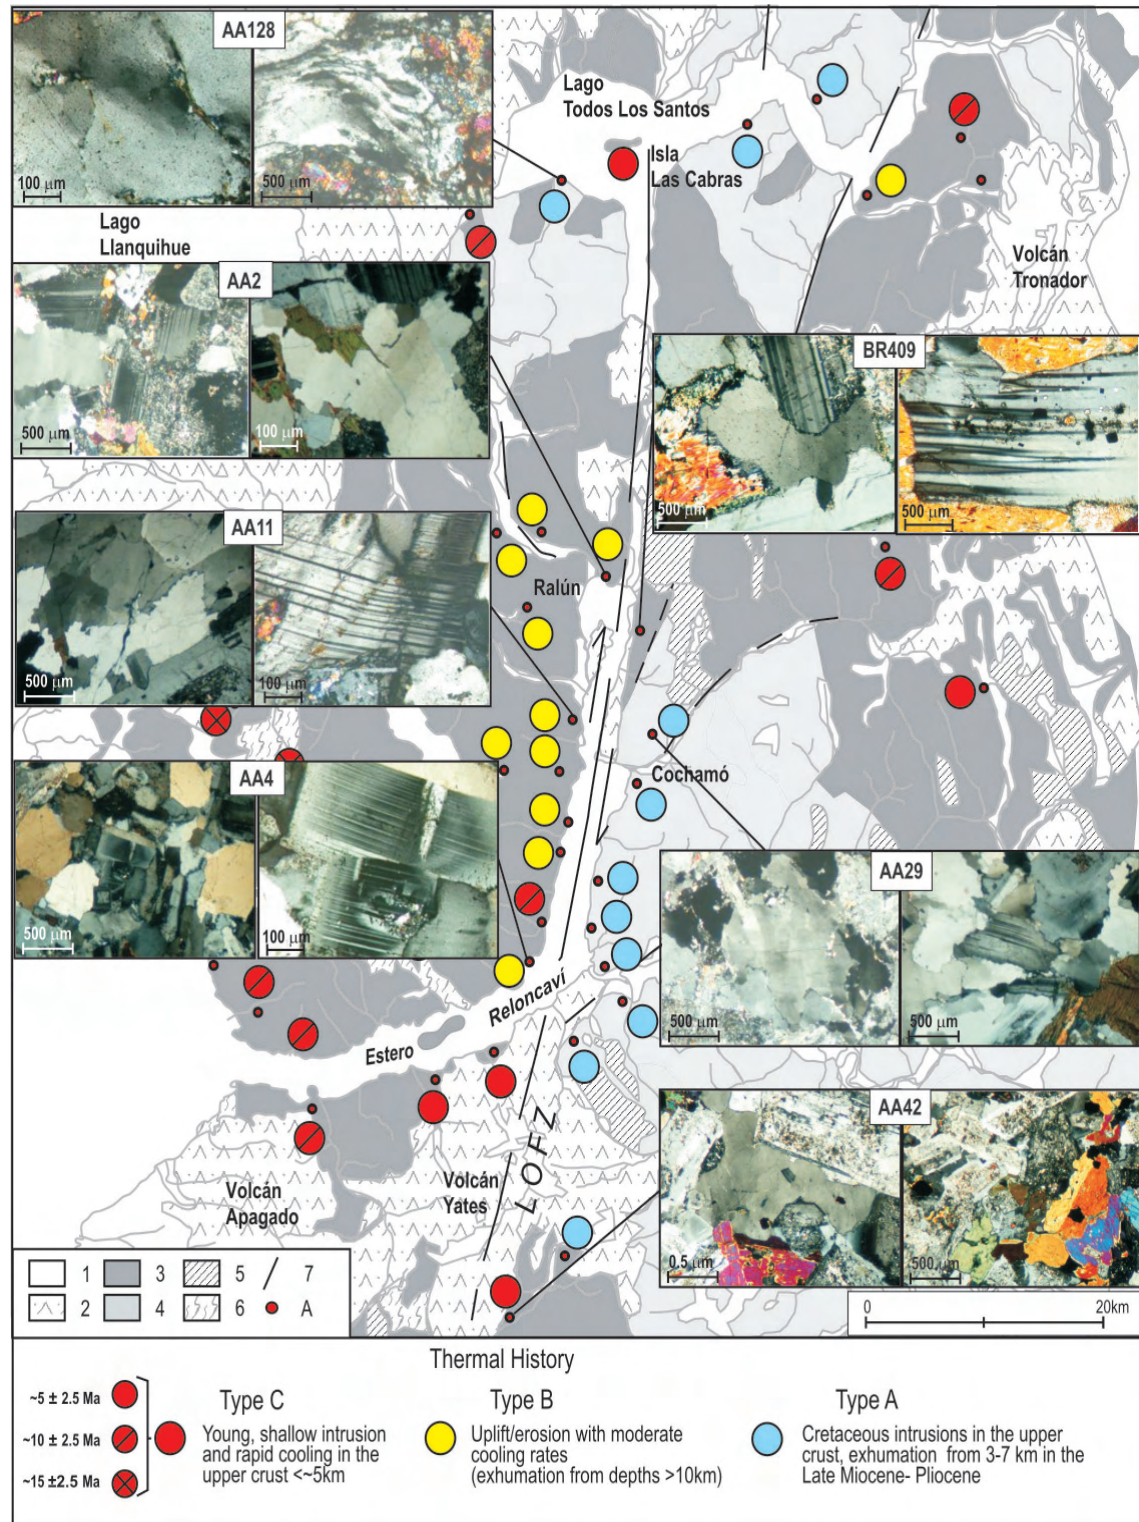 AA128
100 μm
500 μm
Lago
Todos Los Santos
Isla
Las Cabras
Lago
Llanquihue
Volcán
Tronador
AA2
500 μm
100 μm
BR409
500 μm
500 μm
AA11
500 μm
100 μm
Ralún
Cochamó
AA4
500 μm
100 μm
AA29
500 μm
500 μm
Reloncaví
Estero
LOFZ
AA42
0.5 μm
500 μm
Volcán
Apagado
Volcán
Yates
1 3 5 7
2 4 6 A
0 20km
Thermal History
~5 ± 2.5 Ma
~10 ± 2.5 Ma
~15 ±2.5 Ma
Type C
Young, shallow intrusion
and rapid cooling in the
upper crust <~5km
Type B
Uplift/erosion with moderate
cooling rates
(exhumation from depths >10km)
Type A
Cretaceous intrusions in the upper
crust, exhumation from 3-7 km in the
Late Miocene- Pliocene